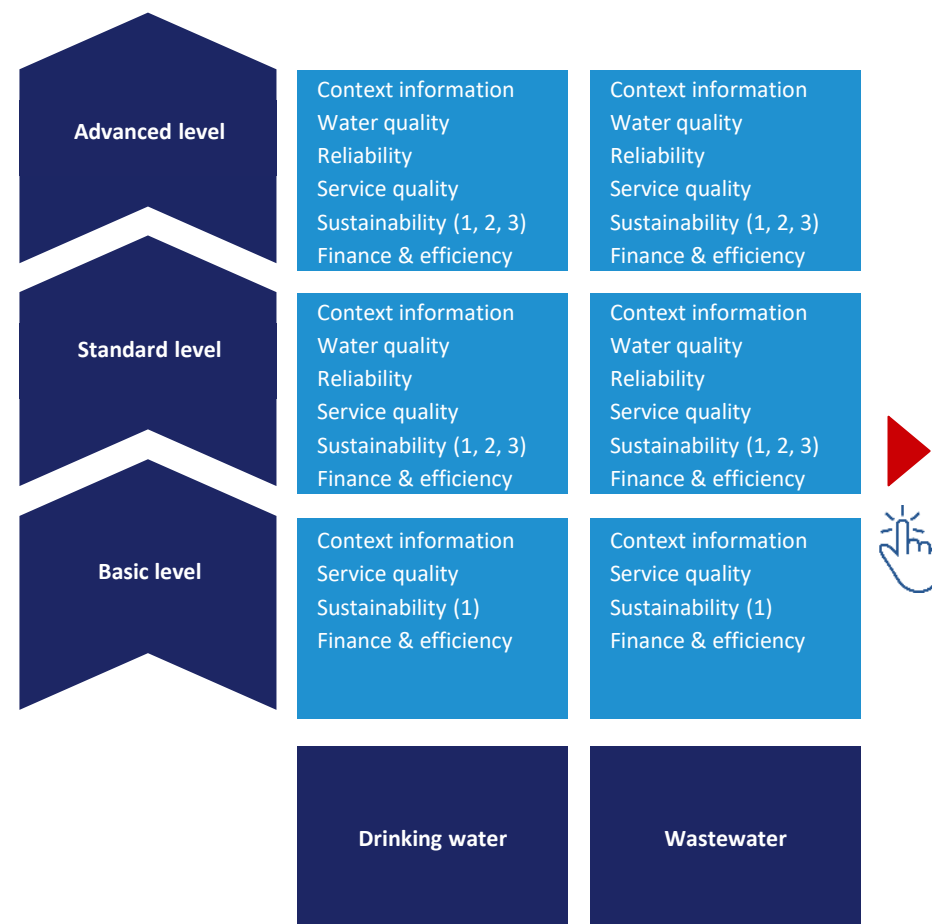 Advanced level
Context information
Water quality
Reliability
Service quality
Sustainability (1, 2, 3)
Finance & efficiency
Context information
Water quality
Reliability
Service quality
Sustainability (1, 2, 3)
Finance & efficiency
Standard level
Context information
Water quality
Reliability
Service quality
Sustainability (1, 2, 3)
Finance & efficiency
Context information
Water quality
Reliability
Service quality
Sustainability (1, 2, 3)
Finance & efficiency
Basic level
Context information
Service quality
Sustainability (1)
Finance & efficiency
Context information
Service quality
Sustainability (1)
Finance & efficiency
Drinking water
Wastewater